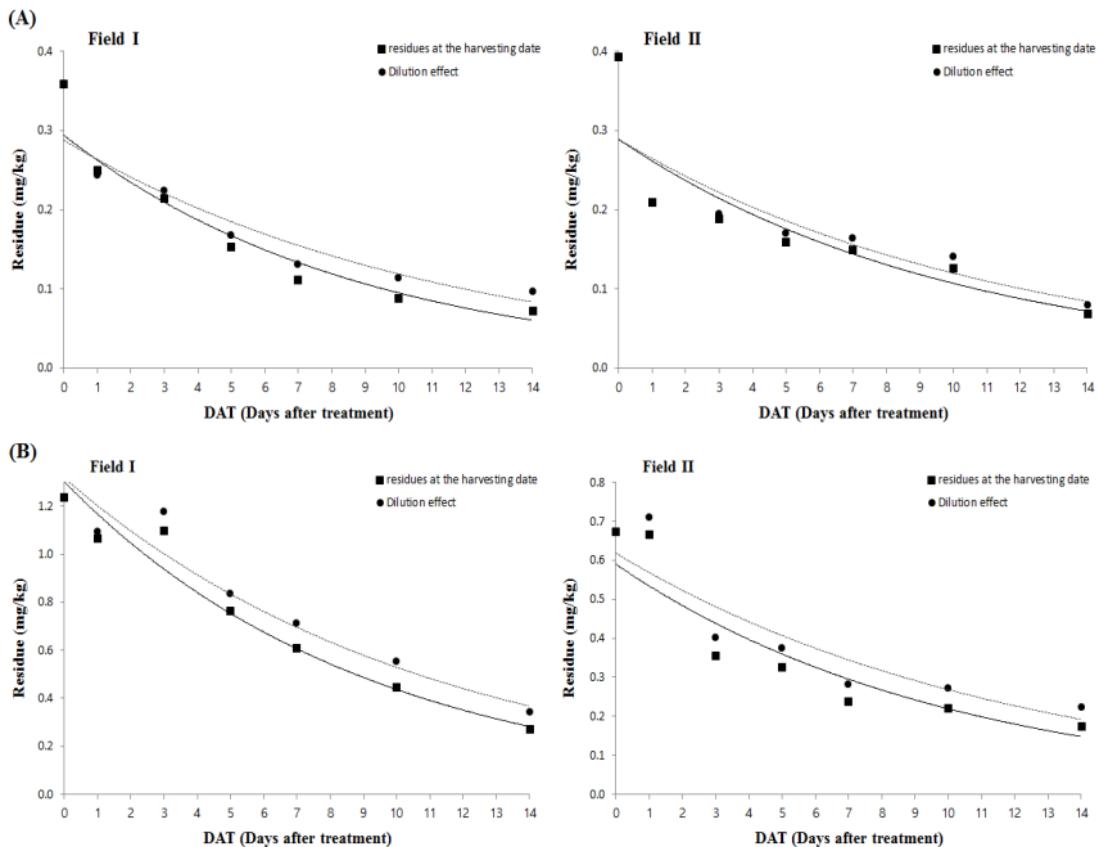 (A)
Field I
■ residues at the harvesting date
● Dilution effect
0.4
0.3
0.2
0.1
0.0
Residue (mg/kg)
0 1 2 3 4 5 6 7 8 9 10 11 12 13 14
DAT (Days after treatment)
Field II
■ residues at the harvesting date
● Dilution effect
0.4
0.3
0.2
0.1
0.0
Residue (mg/kg)
0 1 2 3 4 5 6 7 8 9 10 11 12 13 14
DAT (Days after treatment)
(B)
Field I
■ residues at the harvesting date
● Dilution effect
1.2
1.0
0.8
0.6
0.4
0.2
0.0
Residue (mg/kg)
0 1 2 3 4 5 6 7 8 9 10 11 12 13 14
DAT (Days after treatment)
Field II
■ residues at the harvesting date
● Dilution effect
0.8
0.7
0.6
0.5
0.4
0.3
0.2
0.1
0.0
Residue (mg/kg)
0 1 2 3 4 5 6 7 8 9 10 11 12 13 14
DAT (Days after treatment)